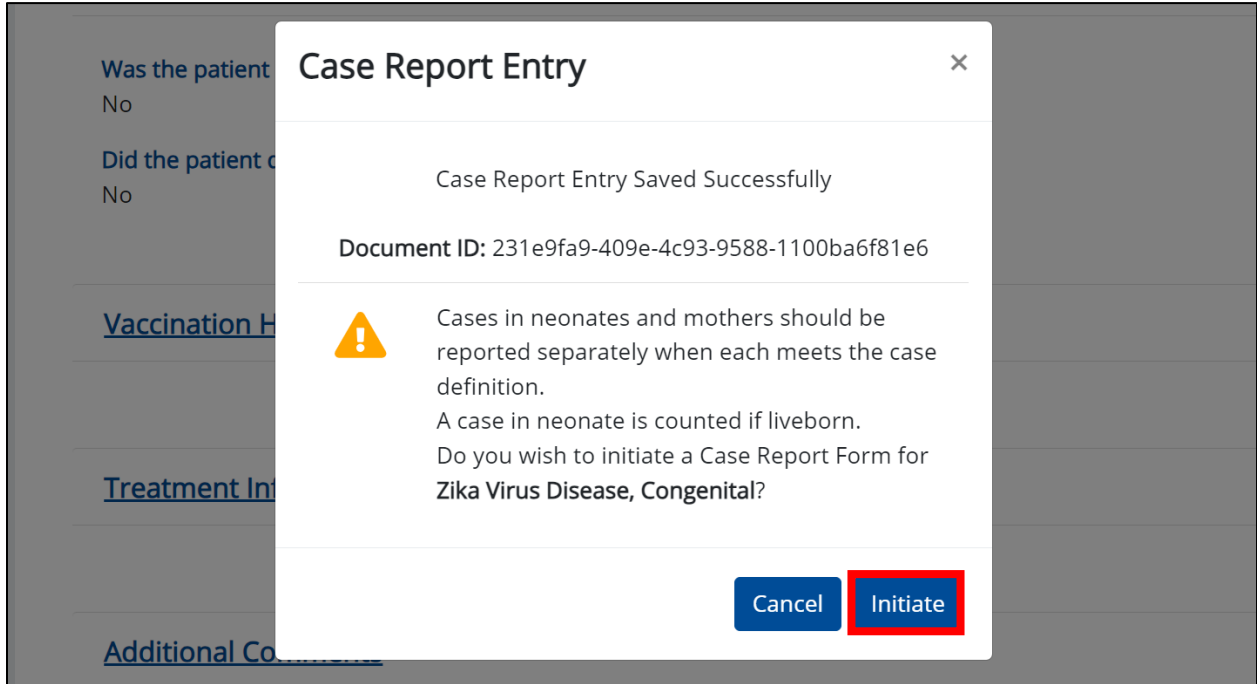 Case Report Entry
×
Was the patient
No
Did the patient
No
Case Report Entry Saved Successfully
Document ID: 231e9fa9-409e-4c93-9588-1100ba6f81e6
Vaccination H
Cases in neonates and mothers should be
reported separately when each meets the case
definition.
A case in neonate is counted if liveborn.
Do you wish to initiate a Case Report Form for
Zika Virus Disease, Congenital?
Treatment Inf
Cancel
Initiate
Additional Comments